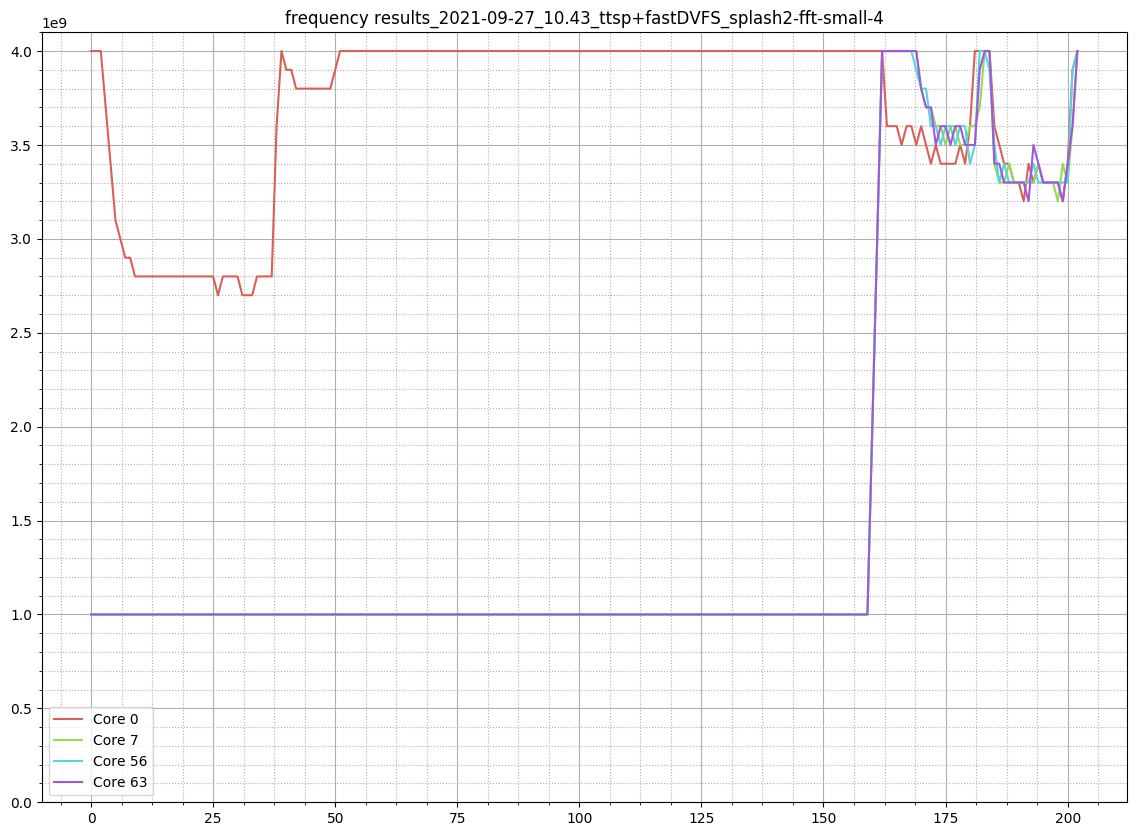 frequency results_2021-09-27_10.43_ttsp+fastDVFS_splash2-fft-small-4
1e9
4.0
3.5
3.0
2.5
2.0
1.5
1.0
0.5
0.0
Core 0
Core 7
Core 56
Core 63
0 25 50 75 100 125 150 175 200